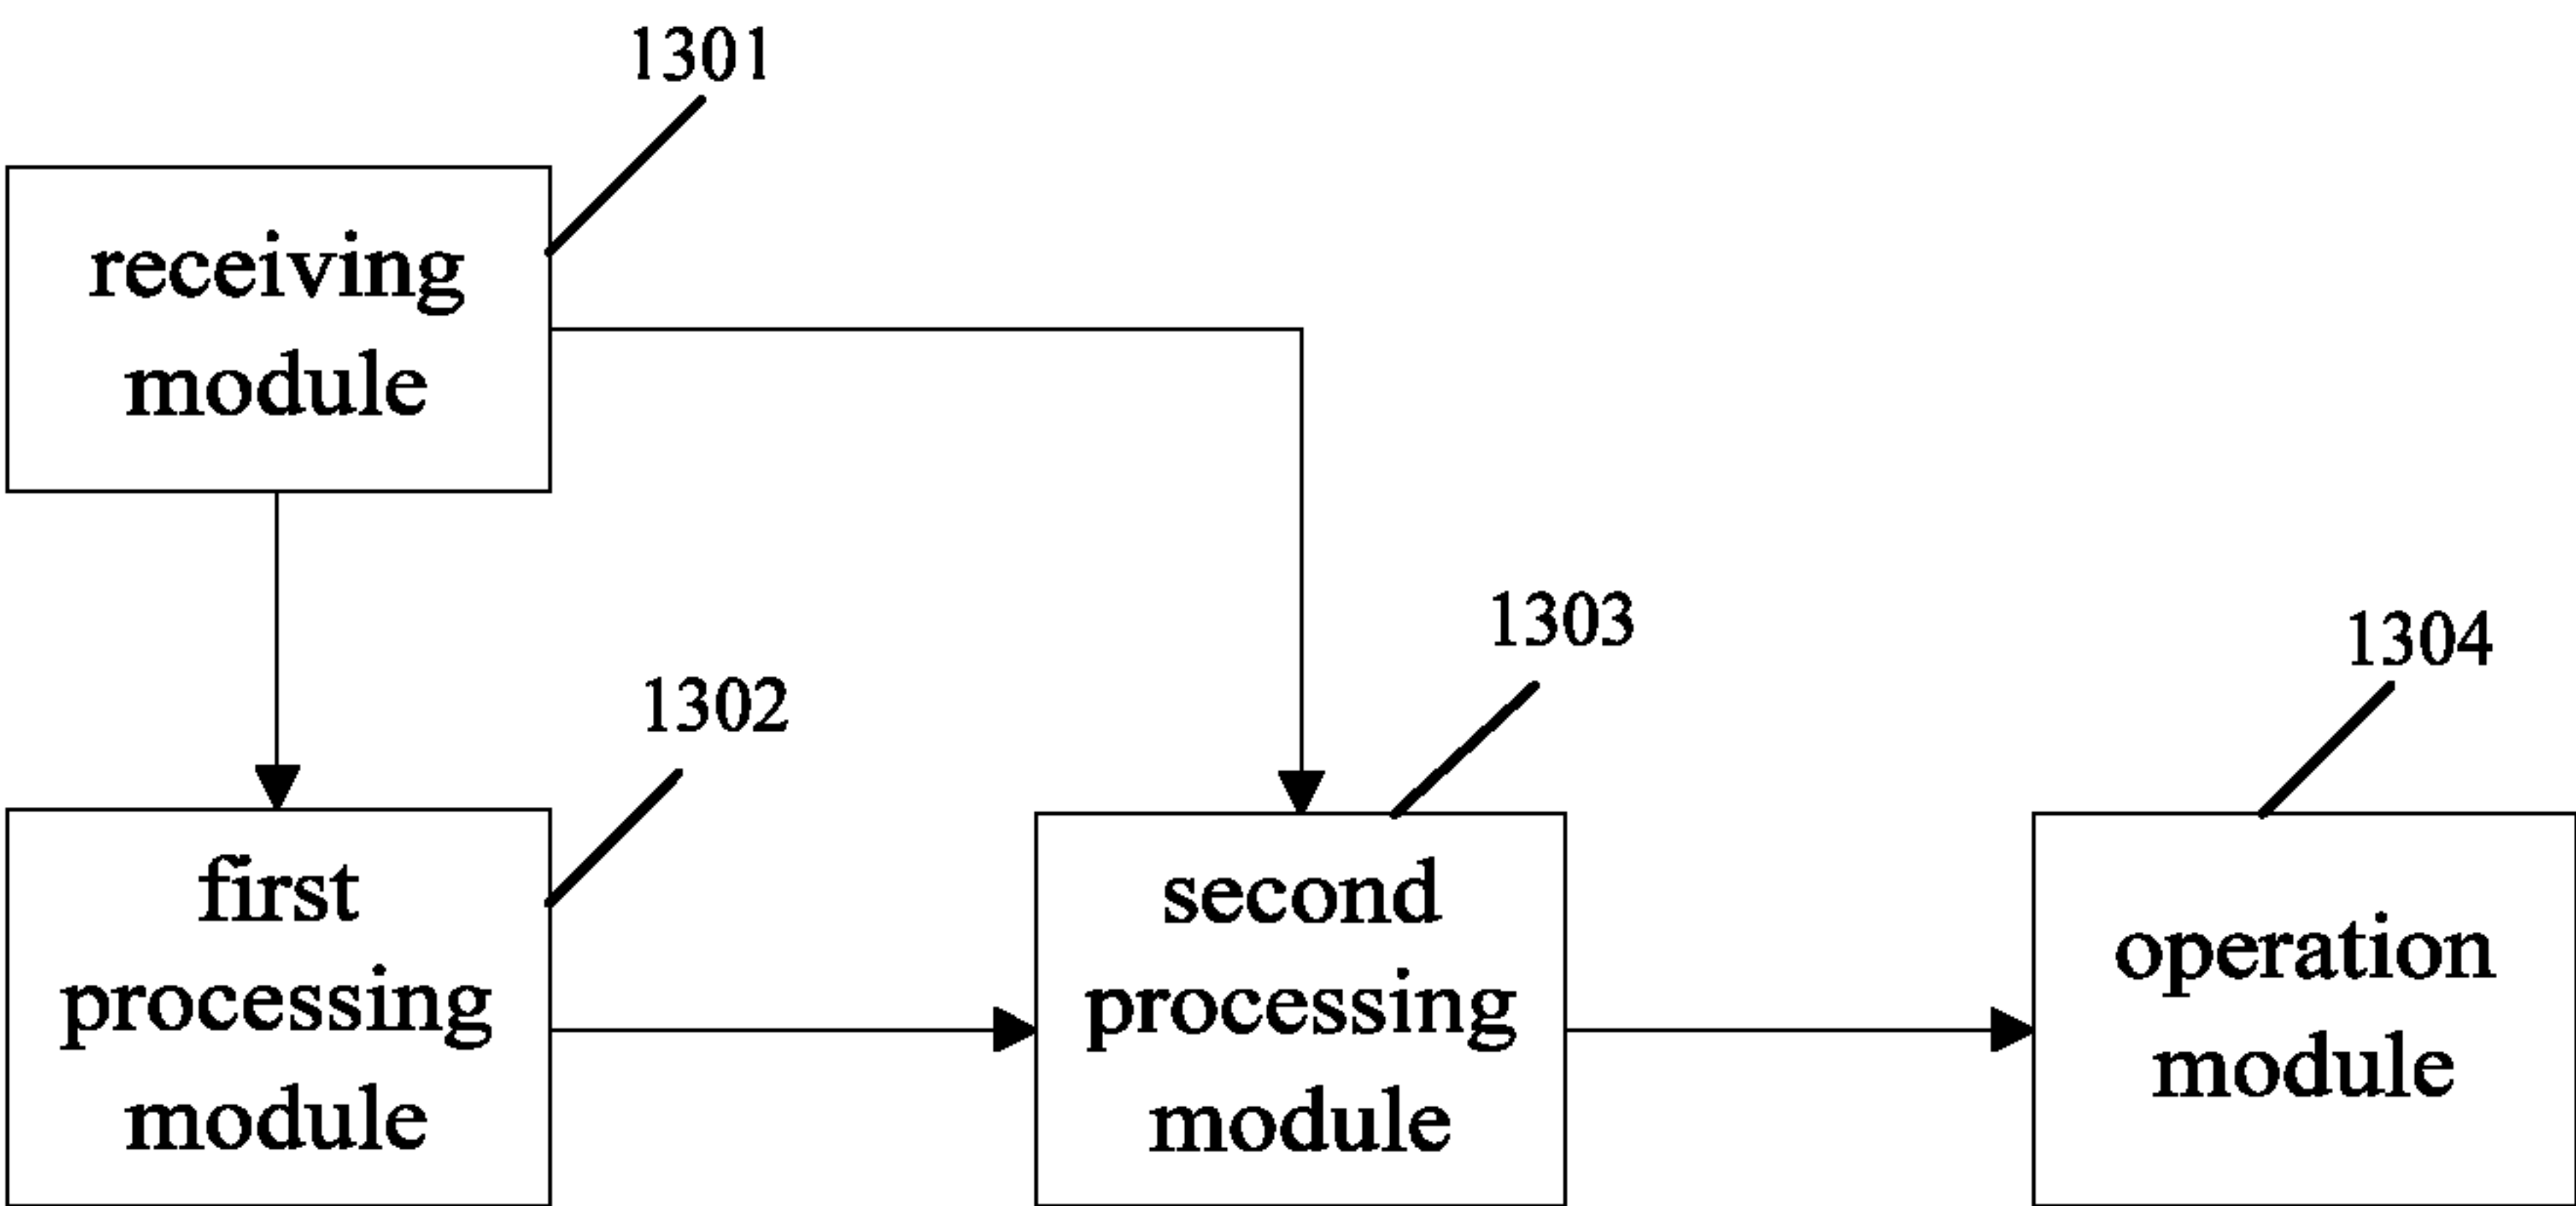 1301
receiving
module
1302
first
processing
module
1303
second
processing
module
1304
operation
module